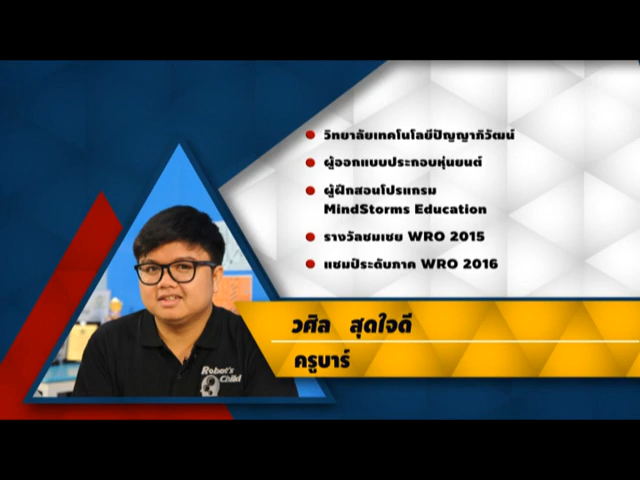 วิทยาลัยเทคโนโลยีปัญญาภิวัฒน์
ผู้ออกแบบประกอบหุ่นยนต์
ผู้ฝึกสอนโปรแกรม
MindStorms Education
รางวัลชมเชย WRO 2015
แชมป์ระดับภาค WRO 2016
วศิล สุดใจดี
ครูบาร์
Robot's
Child